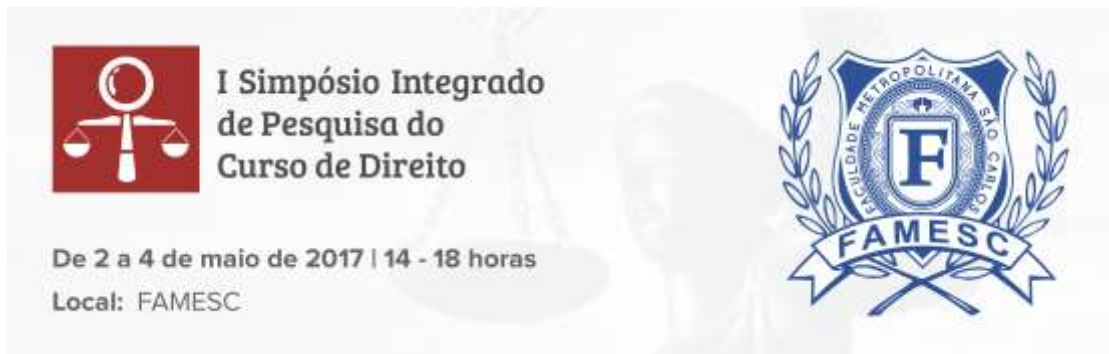 I Simpósio Integrado
de Pesquisa do
Curso de Direito
De 2 a 4 de maio de 2017 | 14 - 18 horas
Local: FAMESC
FACULDADE METROPOLITANA SÃO CARLOS
F
FAMESC